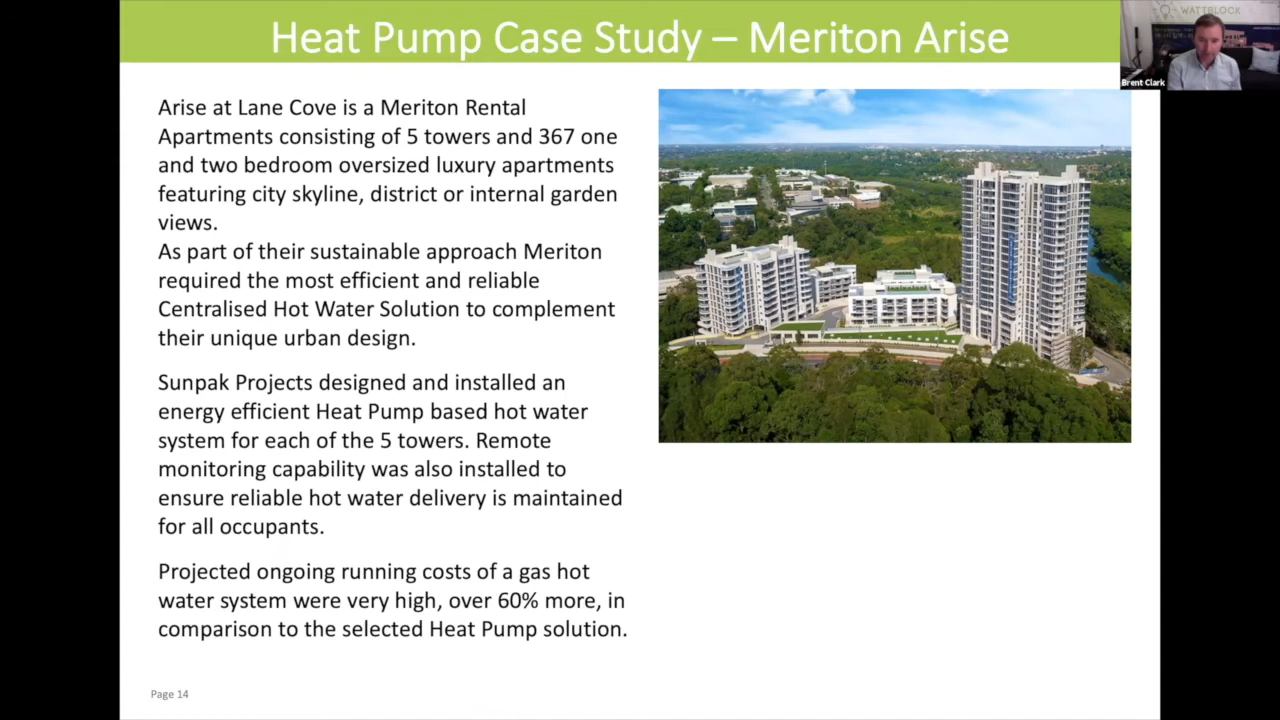 Heat Pump Case Study – Meriton Arise
WATTBLOCK
Brent Clark
Arise at Lane Cove is a Meriton Rental
Apartments consisting of 5 towers and 367 one
and two bedroom oversized luxury apartments
featuring city skyline, district or internal garden
views.
As part of their sustainable approach Meriton
required the most efficient and reliable
Centralised Hot Water Solution to complement
their unique urban design.
Sunpak Projects designed and installed an
energy efficient Heat Pump based hot water
system for each of the 5 towers. Remote
monitoring capability was also installed to
ensure reliable hot water delivery is maintained
for all occupants.
Projected ongoing running costs of a gas hot
water system were very high, over 60% more, in
comparison to the selected Heat Pump solution.
Page 14